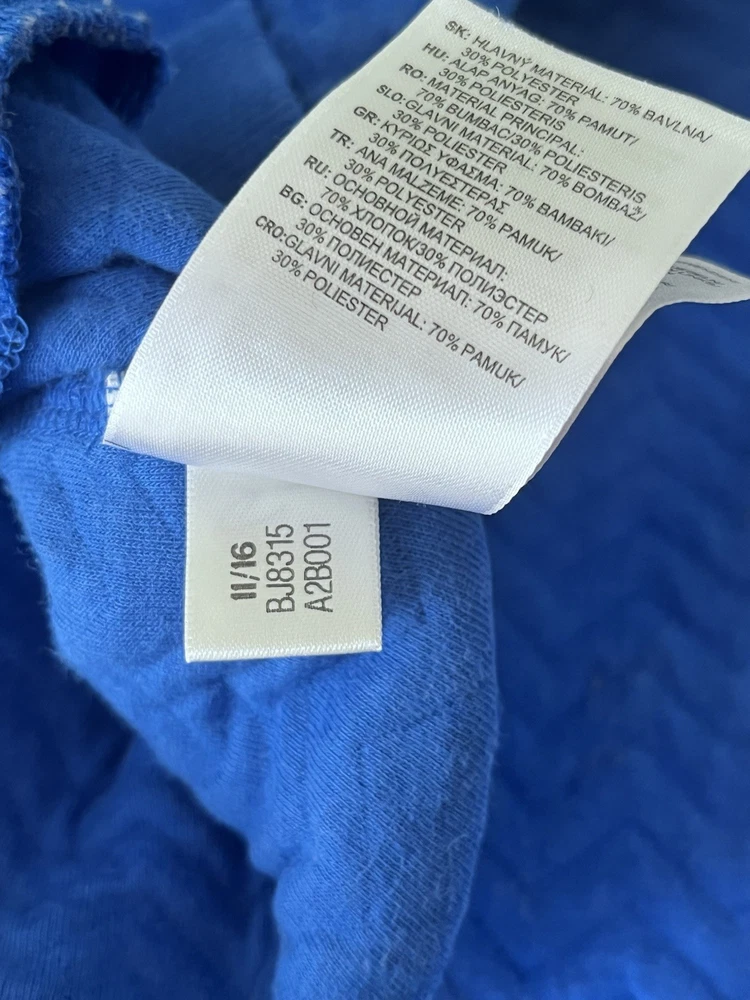 SK: HLAVNÝ MATERIÁL: 70% BAVLNA/
30% POLYESTER
HU: ALAP ANYAG: 70% PAMUT/
30% POLIESTERIS
RO: MATERIAL PRINCIPAL:
70% BUMBAC/30% POLIESTERIS
SLO: GLAVNI MATERIAL: 70% BOMBAŽ/
30% POLIESTER
GR: ΚΥΡΙΟΣ ΥΦΑΣΜΑ: 70% ΒΑΜΒΑΚΙ/
30% ΠΟΛΥΕΣΤΕΡΑΣ
TR: ANA MALZEME: 70% PAMUK/
30% POLYESTER
RU: ОСНОВНОЙ МАТЕРИАЛ:
70% ХЛОПОК/30% ПОЛИЭСТЕР
BG: ОСНОВЕН МАТЕРИАЛ: 70% ПАМУК/
30% ПОЛИЕСТЕР
CRO:GLAVNI MATERIJAL: 70% PAMUK/
30% POLIESTER
11/16
BJ8315
A2B001